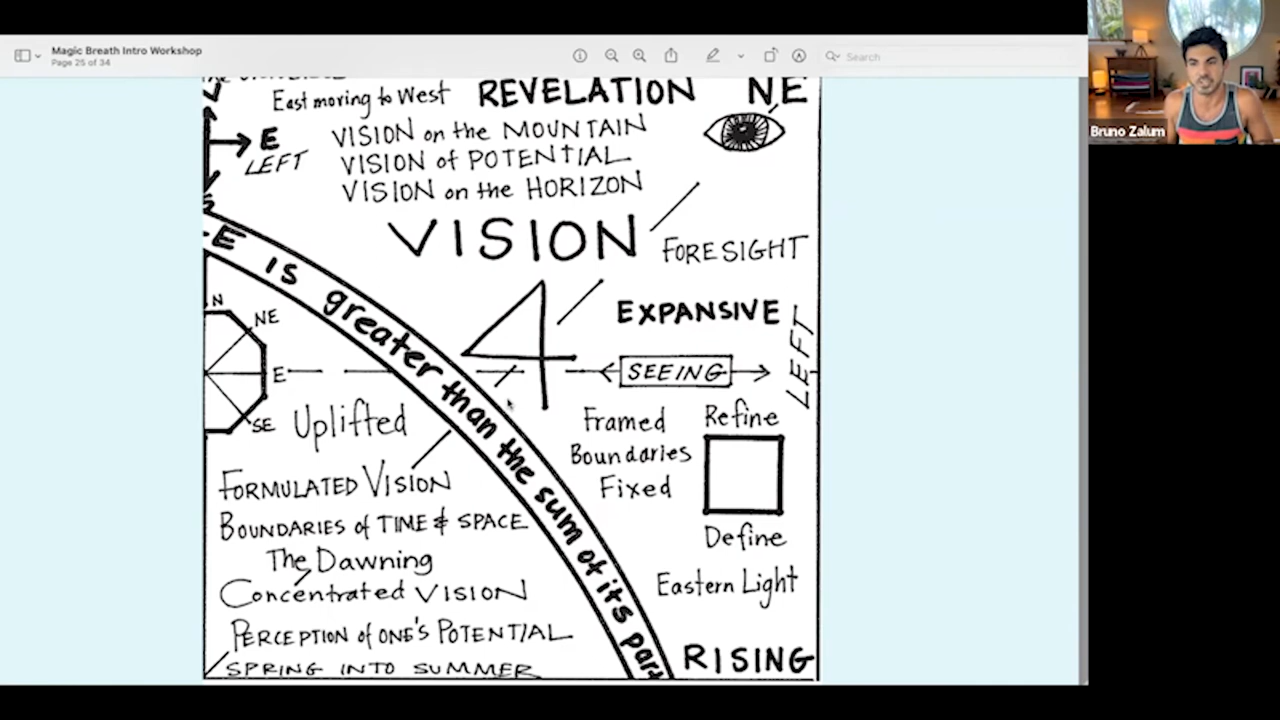 Magic Breath Intro Workshop
Page 25 of 34
Search
Bruno Zalum
East moving to West
REVELATION
NE
E
LEFT
VISION on the MOUNTAIN
VISION of POTENTIAL
VISION on the HORIZON
VISION
FORESIGHT
E is greater than the sum of its part
4
EXPANSIVE
LEFT
SEEING
N
NE
E
SE
Uplifted
Framed
Boundaries
Fixed
Refine
Define
FORMULATED VISION
BOUNDARIES of TIME & SPACE
The Dawning
Concentrated VISION
PERCEPTION of ONE'S POTENTIAL
SPRING INTO SUMMER
Eastern Light
RISING